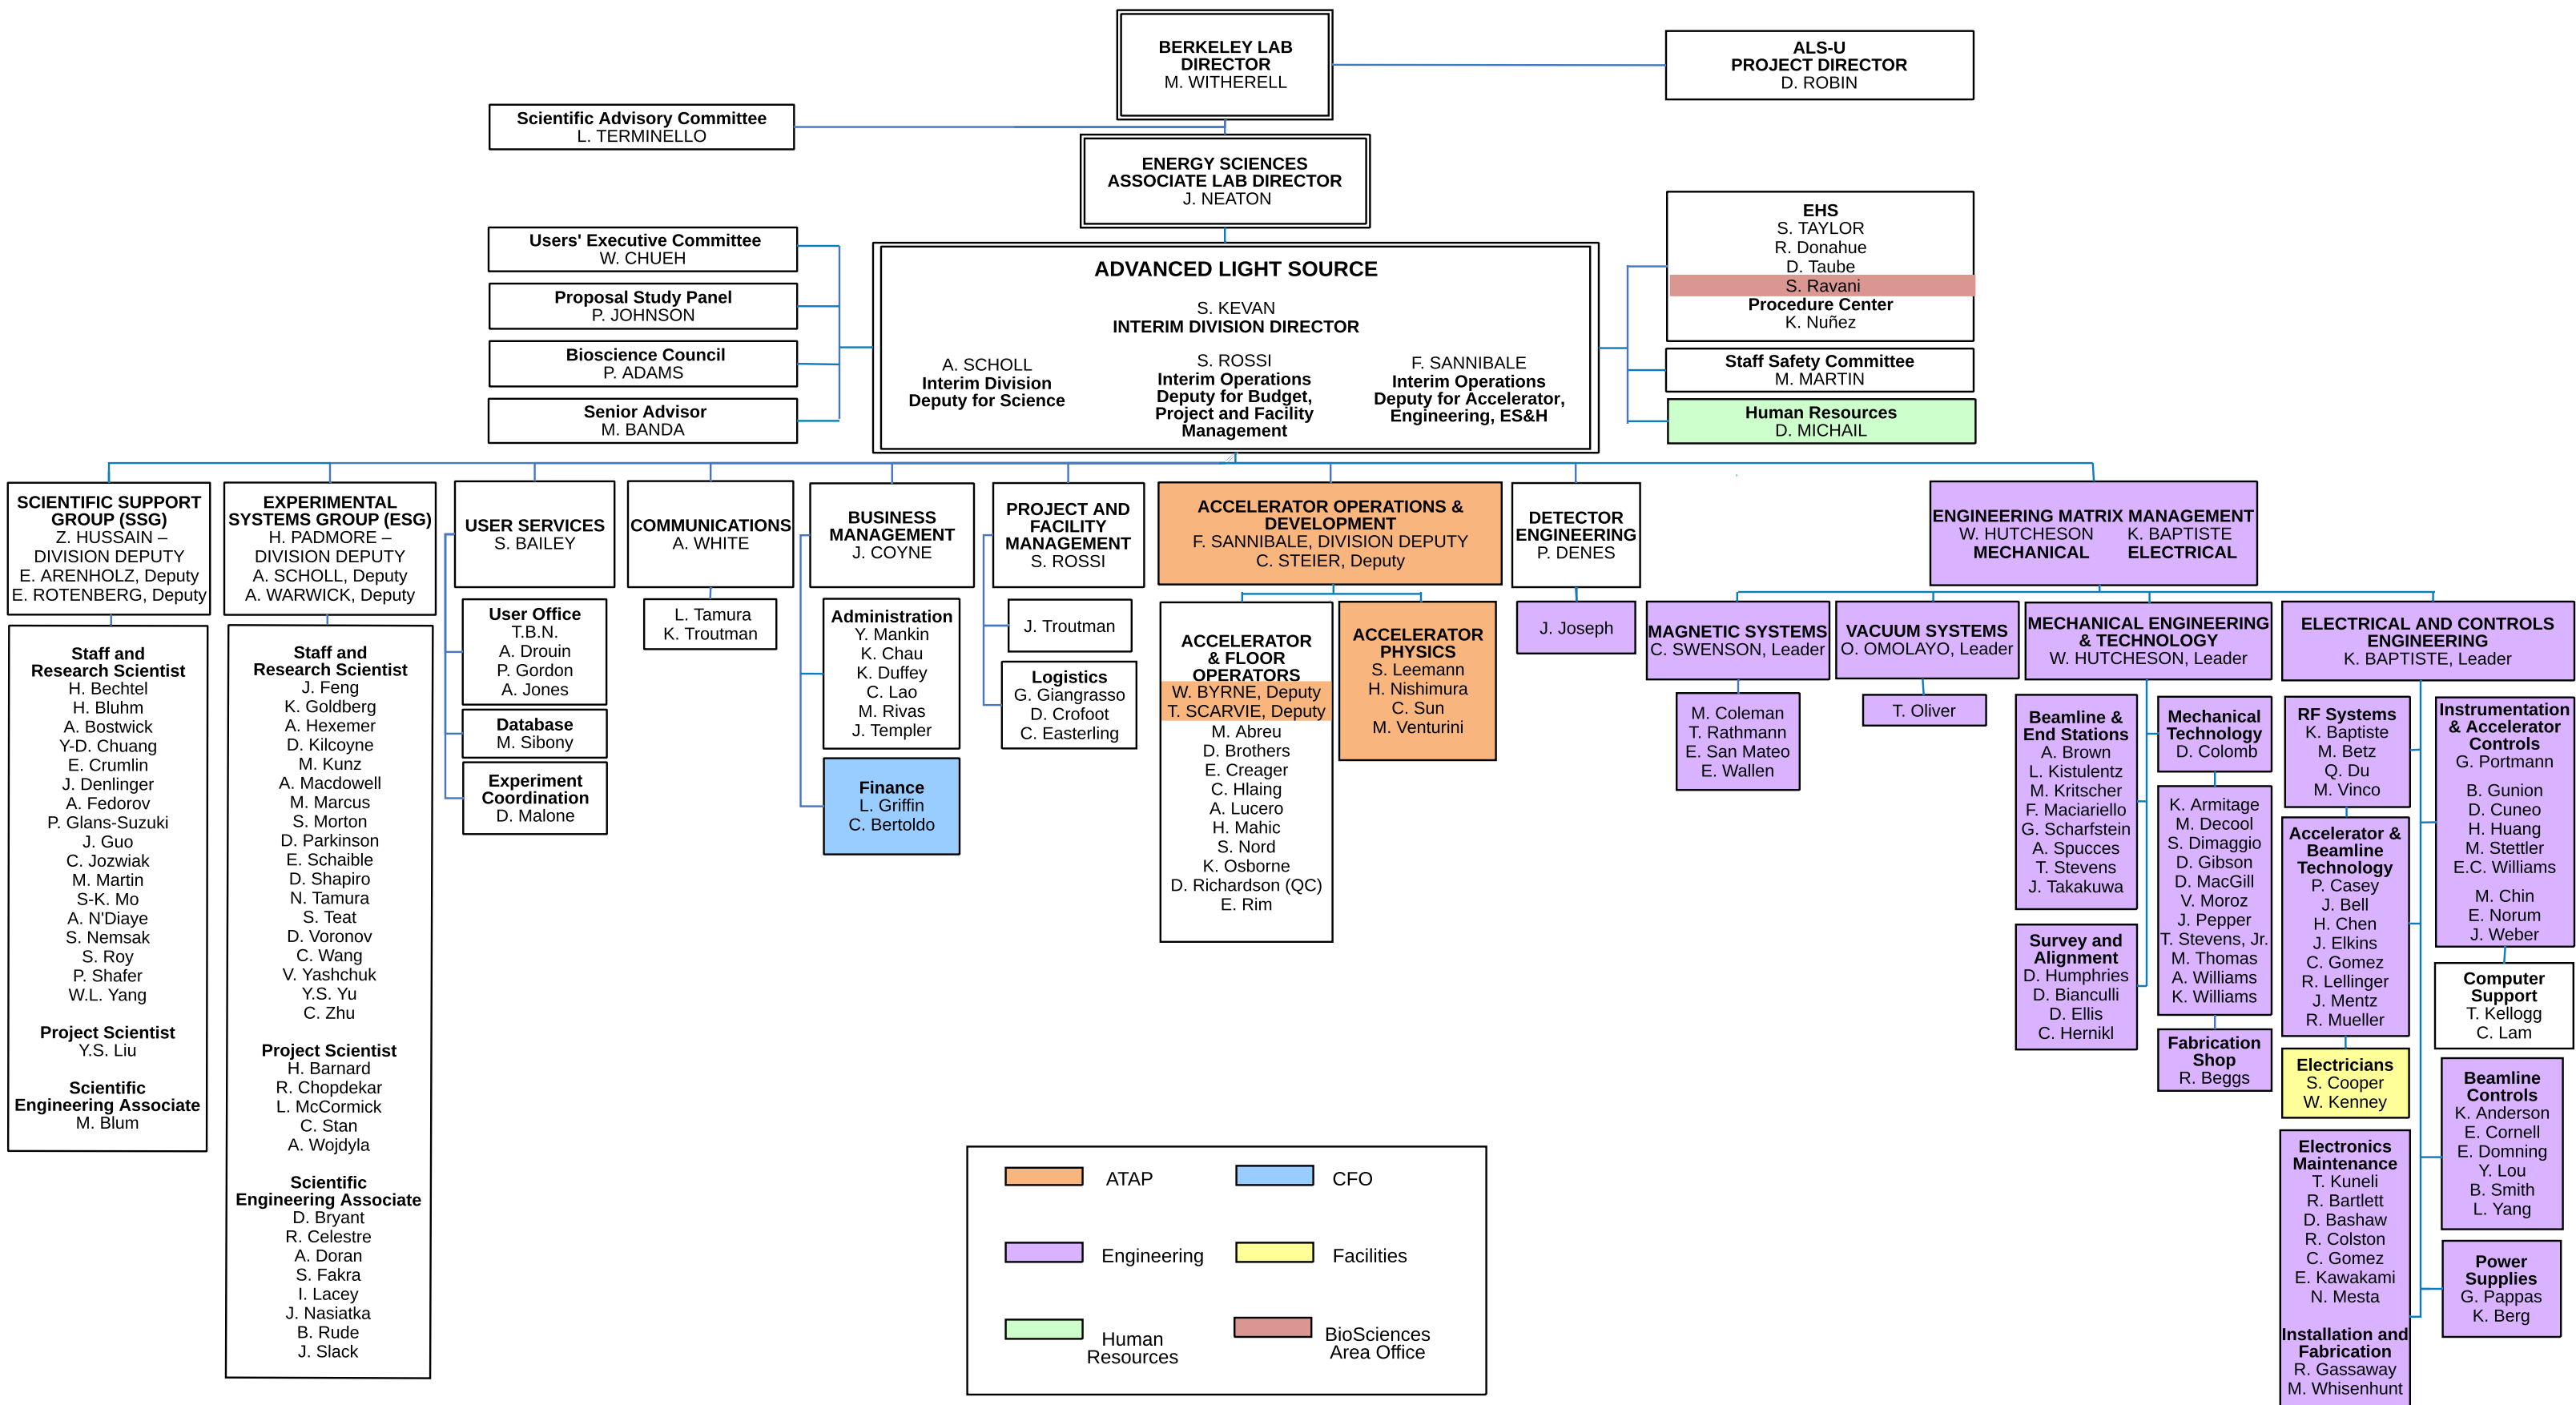 BERKELEY LAB
DIRECTOR
M. WITHERELL
ALS-U
PROJECT DIRECTOR
D. ROBIN
Scientific Advisory Committee
L. TERMINELLO
ENERGY SCIENCES
ASSOCIATE LAB DIRECTOR
J. NEATON
Users' Executive Committee
W. CHUEH
Proposal Study Panel
P. JOHNSON
Bioscience Council
P. ADAMS
Senior Advisor
M. BANDA
ADVANCED LIGHT SOURCE
S. KEVAN
INTERIM DIVISION DIRECTOR
A. SCHOLL
Interim Division
Deputy for Science
S. ROSSI
Interim Operations
Deputy for Budget,
Project and Facility
Management
F. SANNIBALE
Interim Operations
Deputy for Accelerator,
Engineering, ES&H
EHS
S. TAYLOR
R. Donahue
D. Taube
S. Ravani
Procedure Center
K. Nuñez
Staff Safety Committee
M. MARTIN
Human Resources
D. MICHAIL
SCIENTIFIC SUPPORT
GROUP (SSG)
Z. HUSSAIN –
DIVISION DEPUTY
E. ARENHOLZ, Deputy
E. ROTENBERG, Deputy
Staff and
Research Scientist
H. Bechtel
H. Bluhm
A. Bostwick
Y-D. Chuang
E. Crumlin
J. Denlinger
A. Fedorov
P. Glans-Suzuki
J. Guo
C. Jozwiak
M. Martin
S-K. Mo
A. N'Diaye
S. Nemsak
S. Roy
P. Shafer
W.L. Yang
Project Scientist
Y.S. Liu
Scientific
Engineering Associate
M. Blum
EXPERIMENTAL
SYSTEMS GROUP (ESG)
H. PADMORE –
DIVISION DEPUTY
A. SCHOLL, Deputy
A. WARWICK, Deputy
Staff and
Research Scientist
J. Feng
K. Goldberg
A. Hexemer
D. Kilcoyne
M. Kunz
A. Macdowell
M. Marcus
S. Morton
D. Parkinson
E. Schaible
D. Shapiro
N. Tamura
S. Teat
D. Voronov
C. Wang
V. Yashchuk
Y.S. Yu
C. Zhu
Project Scientist
H. Barnard
R. Chopdekar
L. McCormick
C. Stan
A. Wojdyla
Scientific
Engineering Associate
D. Bryant
R. Celestre
A. Doran
S. Fakra
I. Lacey
J. Nasiatka
B. Rude
J. Slack
USER SERVICES
S. BAILEY
User Office
T.B.N.
A. Drouin
P. Gordon
A. Jones
Database
M. Sibony
Experiment
Coordination
D. Malone
COMMUNICATIONS
A. WHITE
L. Tamura
K. Troutman
BUSINESS
MANAGEMENT
J. COYNE
Administration
Y. Mankin
K. Chau
K. Duffey
C. Lao
M. Rivas
J. Templer
Finance
L. Griffin
C. Bertoldo
PROJECT AND
FACILITY
MANAGEMENT
S. ROSSI
J. Troutman
Logistics
G. Giangrasso
D. Crofoot
C. Easterling
ACCELERATOR OPERATIONS &
DEVELOPMENT
F. SANNIBALE, DIVISION DEPUTY
C. STEIER, Deputy
ACCELERATOR
& FLOOR
OPERATORS
W. BYRNE, Deputy
T. SCARVIE, Deputy
M. Abreu
D. Brothers
E. Creager
C. Hlaing
A. Lucero
H. Mahic
S. Nord
K. Osborne
D. Richardson (QC)
E. Rim
ACCELERATOR
PHYSICS
S. Leemann
H. Nishimura
C. Sun
M. Venturini
DETECTOR
ENGINEERING
P. DENES
J. Joseph
ENGINEERING MATRIX MANAGEMENT
W. HUTCHESON K. BAPTISTE
MECHANICAL ELECTRICAL
MAGNETIC SYSTEMS
C. SWENSON, Leader
M. Coleman
T. Rathmann
E. San Mateo
E. Wallen
VACUUM SYSTEMS
O. OMOLAYO, Leader
T. Oliver
MECHANICAL ENGINEERING
& TECHNOLOGY
W. HUTCHESON, Leader
Beamline &
End Stations
A. Brown
L. Kistulentz
M. Kritscher
F. Maciariello
G. Scharfstein
A. Spucces
T. Stevens
J. Takakuwa
Survey and
Alignment
D. Humphries
D. Bianculli
D. Ellis
C. Hernikl
Mechanical
Technology
D. Colomb
K. Armitage
M. Decool
S. Dimaggio
D. Gibson
D. MacGill
V. Moroz
J. Pepper
T. Stevens, Jr.
M. Thomas
A. Williams
K. Williams
Fabrication
Shop
R. Beggs
ELECTRICAL AND CONTROLS
ENGINEERING
K. BAPTISTE, Leader
RF Systems
K. Baptiste
M. Betz
Q. Du
M. Vinco
Accelerator &
Beamline
Technology
P. Casey
J. Bell
H. Chen
J. Elkins
C. Gomez
R. Lellinger
J. Mentz
R. Mueller
Electricians
S. Cooper
W. Kenney
Electronics
Maintenance
T. Kuneli
R. Bartlett
D. Bashaw
R. Colston
C. Gomez
E. Kawakami
N. Mesta
Installation and
Fabrication
R. Gassaway
M. Whisenhunt
Instrumentation
& Accelerator
Controls
G. Portmann
B. Gunion
D. Cuneo
H. Huang
M. Stettler
E.C. Williams
M. Chin
E. Norum
J. Weber
Computer
Support
T. Kellogg
C. Lam
Beamline
Controls
K. Anderson
E. Cornell
E. Domning
Y. Lou
B. Smith
L. Yang
Power
Supplies
G. Pappas
K. Berg
ATAP
CFO
Engineering
Facilities
Human
Resources
BioSciences
Area Office